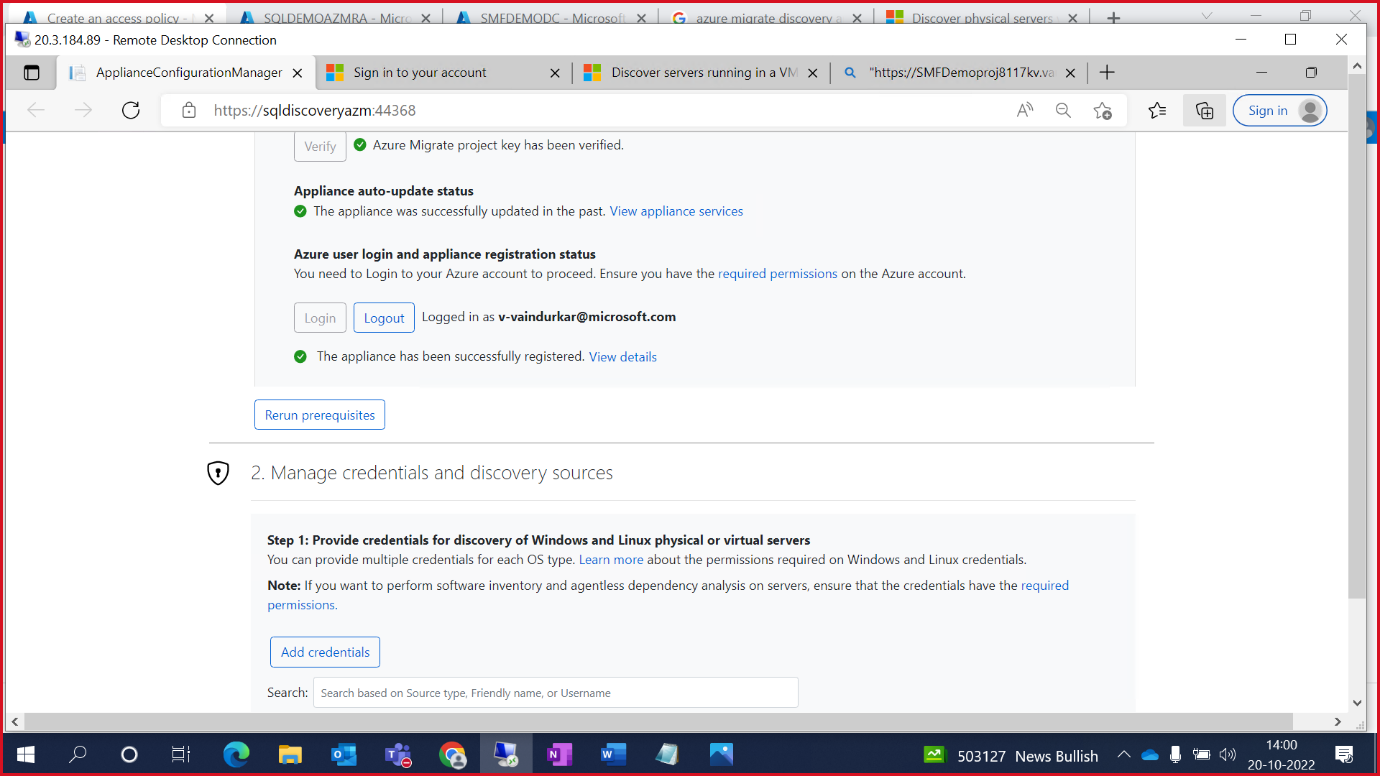 Create an access policy -
SQLDEMOAZMRA - Micro
SMFDEMODC - Microsoft
azure migrate discovery a
Discover physical servers
20.3.184.89 - Remote Desktop Connection
ApplianceConfigurationManager
Sign in to your account
Discover servers running in a VM
"https://SMFDemoproj8117kv.va
https://sqldiscoveryazm:44368
Sign in
Verify
Azure Migrate project key has been verified.
Appliance auto-update status
The appliance was successfully updated in the past. View appliance services
Azure user login and appliance registration status
You need to Login to your Azure account to proceed. Ensure you have the required permissions on the Azure account.
Login
Logout
Logged in as v-vaindurkar@microsoft.com
The appliance has been successfully registered. View details
Rerun prerequisites
2. Manage credentials and discovery sources
Step 1: Provide credentials for discovery of Windows and Linux physical or virtual servers
You can provide multiple credentials for each OS type. Learn more about the permissions required on Windows and Linux credentials.
Note: If you want to perform software inventory and agentless dependency analysis on servers, ensure that the credentials have the required
permissions.
Add credentials
Search:
Search based on Source type, Friendly name, or Username
503127 News Bullish
14:00
20-10-2022